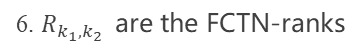 6. R_{k_1,k_2} are the FCTN-ranks